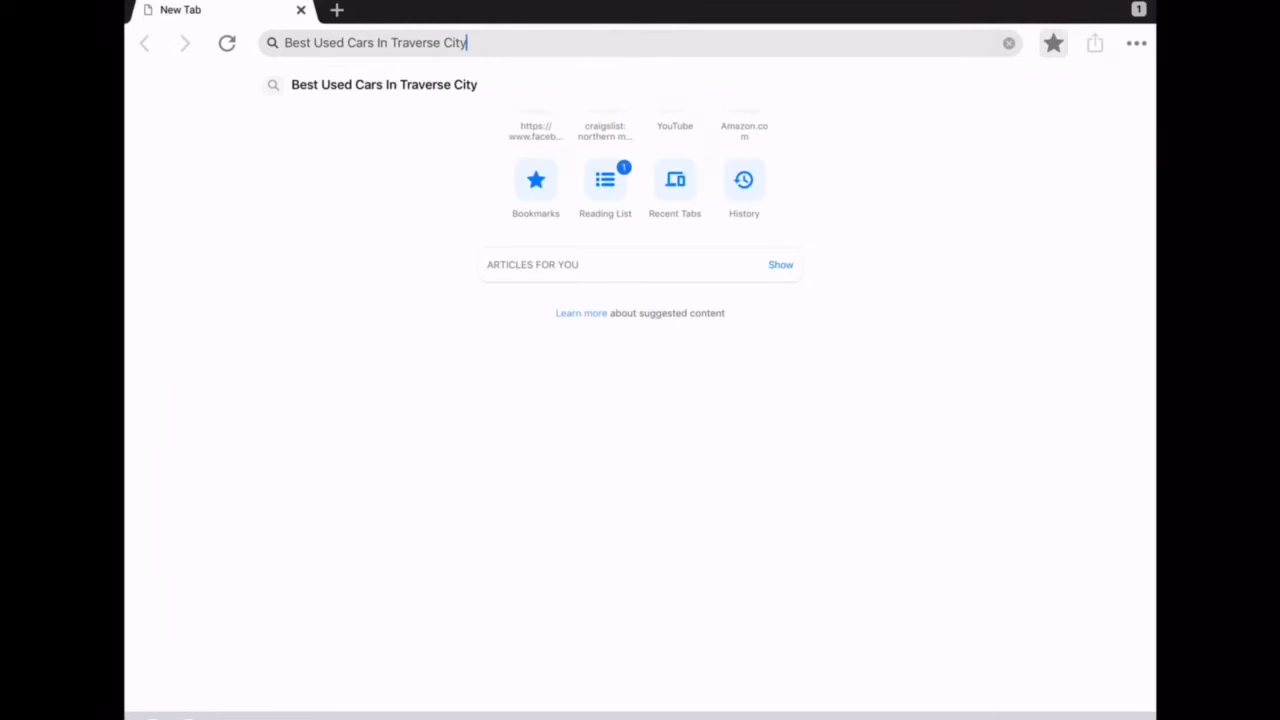 New Tab
1
Best Used Cars In Traverse City
Best Used Cars In Traverse City
https://
www.faceb...
craigslist:
northern m...
YouTube
Amazon.co
m
1
Bookmarks
Reading List
Recent Tabs
History
ARTICLES FOR YOU
Show
Learn more about suggested content